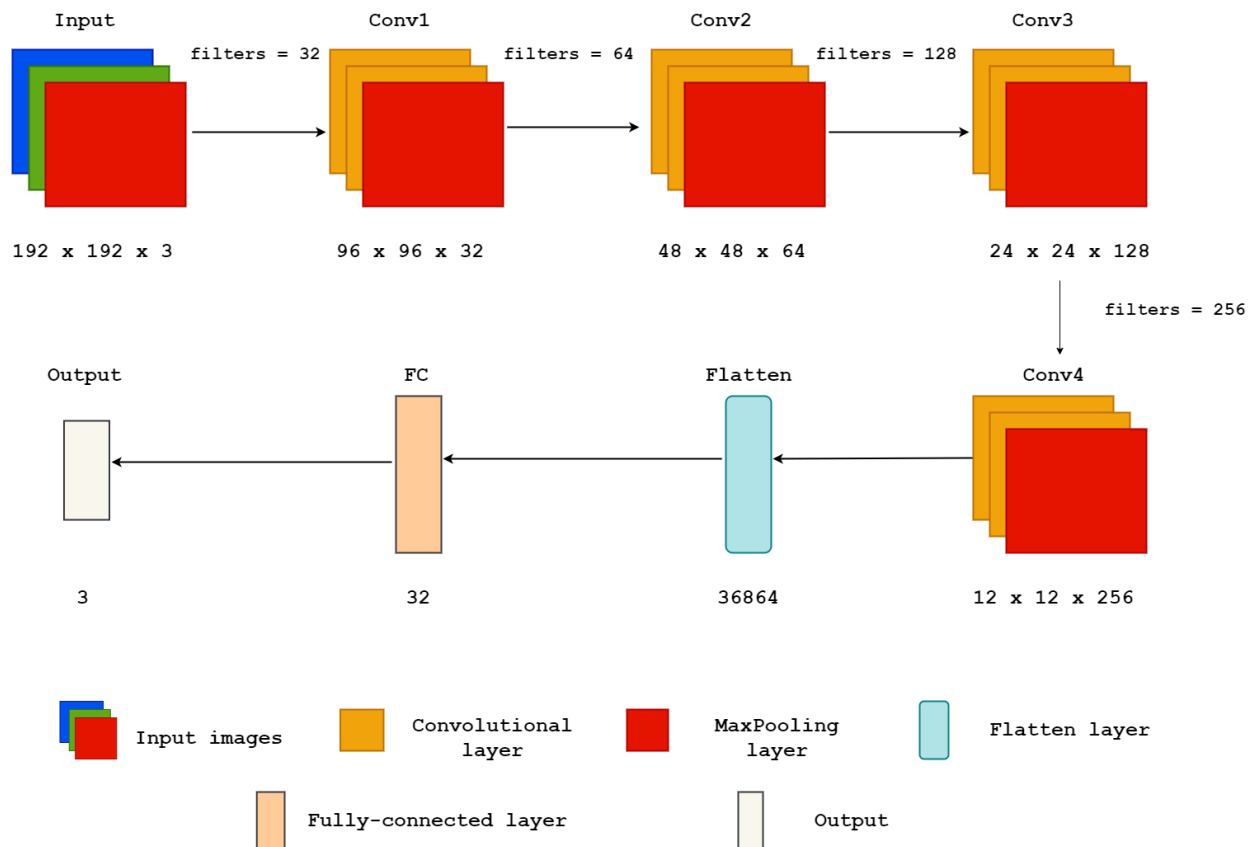 Input
Conv1
Conv2
Conv3
filters = 32
filters = 64
filters = 128
192 x 192 x 3
96 x 96 x 32
48 x 48 x 64
24 x 24 x 128
filters = 256
Output
FC
Flatten
Conv4
3
32
36864
12 x 12 x 256
Input images
Convolutional
layer
MaxPooling
layer
Flatten layer
Fully-connected layer
Output